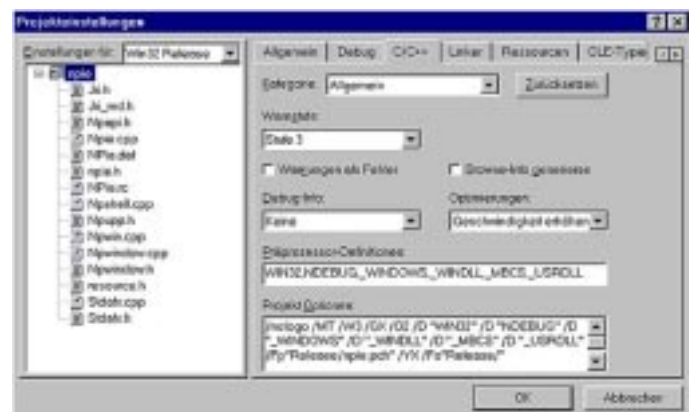 Projekteinstellungen
Einstellungen für: Win32 Release
npie
Jri.h
Jri_md.h
Npapi.h
Npie.cpp
NPie.def
npie.h
NPie.rc
Npshell.cpp
Npupp.h
Npwin.cpp
Npwindow.cpp
Npwindow.h
resource.h
Stdafx.cpp
Stdafx.h
Allgemein Debug C/C++ Linker Ressourcen OLE-Type
Kategorie: Allgemein Zurücksetzen
Warnstufe:
Stufe 3
Warnungen als Fehler Browse-Info generieren
Debug-Info: Optimierungen:
Keine Geschwindigkeit erhöhen
Präprozessor-Definitionen:
WIN32,NDEBUG,_WINDOWS,_WINDLL,_MBCS,_USRDLL
Projekt Optionen:
/nologo /MT /W3 /GX /O2 /D "WIN32" /D "NDEBUG" /D
"_WINDOWS" /D "_WINDLL" /D "_MBCS" /D "_USRDLL"
/Fp"Release/npie.pch" /YX /Fo"Release/"
OK Abbrechen